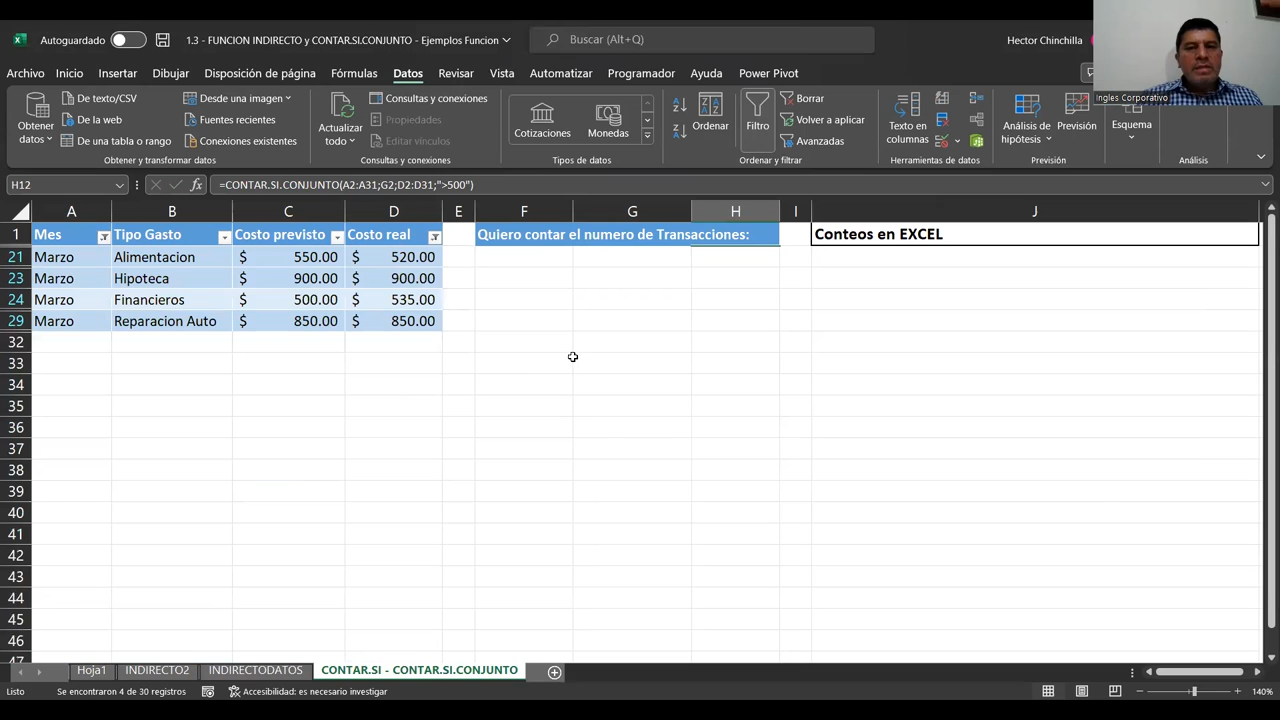 Autoguardado
1.3 - FUNCION INDIRECTO y CONTAR.SI.CONJUNTO - Ejemplos Funcion
Buscar (Alt+Q)
Hector Chinchilla
Ingles Corporativo
Archivo Inicio Insertar Dibujar Disposición de página Fórmulas Datos Revisar Vista Automatizar Programador Ayuda Power Pivot
Obtener datos
De texto/CSV
De la web
De una tabla o rango
Desde una imagen
Fuentes recientes
Conexiones existentes
Obtener y transformar datos
Actualizar todo
Consultas y conexiones
Propiedades
Editar vínculos
Consultas y conexiones
Cotizaciones
Monedas
Tipos de datos
Ordenar
Filtro
Borrar
Volver a aplicar
Avanzadas
Ordenar y filtrar
Texto en columnas
Herramientas de datos
Análisis de hipótesis
Previsión
Previsión
Esquema
Análisis
H12
=CONTAR.SI.CONJUNTO(A2:A31;G2;D2:D31;">500")
A B C D E F G H I J
1 Mes Tipo Gasto Costo previsto Costo real Quiero contar el numero de Transacciones: Conteos en EXCEL
21 Marzo Alimentacion $ 550.00 $ 520.00
23 Marzo Hipoteca $ 900.00 $ 900.00
24 Marzo Financieros $ 500.00 $ 535.00
29 Marzo Reparacion Auto $ 850.00 $ 850.00
32
33
34
35
36
37
38
39
40
41
42
43
44
45
46
47
Hoja1 INDIRECTO2 INDIRECTODATOS CONTAR.SI - CONTAR.SI.CONJUNTO
Listo Se encontraron 4 de 30 registros Accesibilidad: es necesario investigar 140%